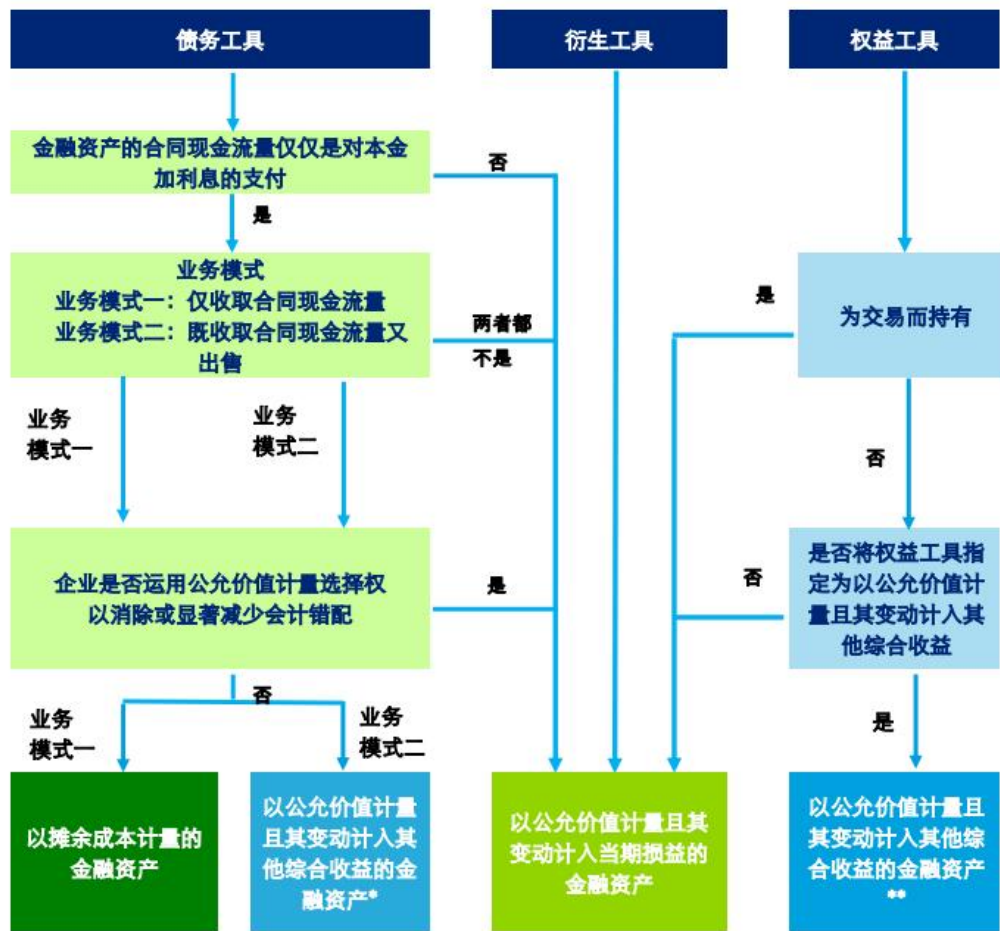 债务工具
衍生工具
权益工具
金融资产的合同现金流量仅仅是对本金
加利息的支付
否
是
业务模式
业务模式一：仅收取合同现金流量
业务模式二：既收取合同现金流量又
出售
两者都
不是
是
为交易而持有
业务
模式一
业务
模式二
否
企业是否运用公允价值计量选择权
以消除或显著减少会计错配
是
否
是否将权益工具指
定为以公允价值计
量且其变动计入其
他综合收益
否
业务
模式一
业务
模式二
是
以摊余成本计量的
金融资产
以公允价值计量
且其变动计入其
他综合收益的金
融资产*
以公允价值计量且其
变动计入当期损益的
金融资产
以公允价值计量且
其变动计入其他综
合收益的金融资产
**